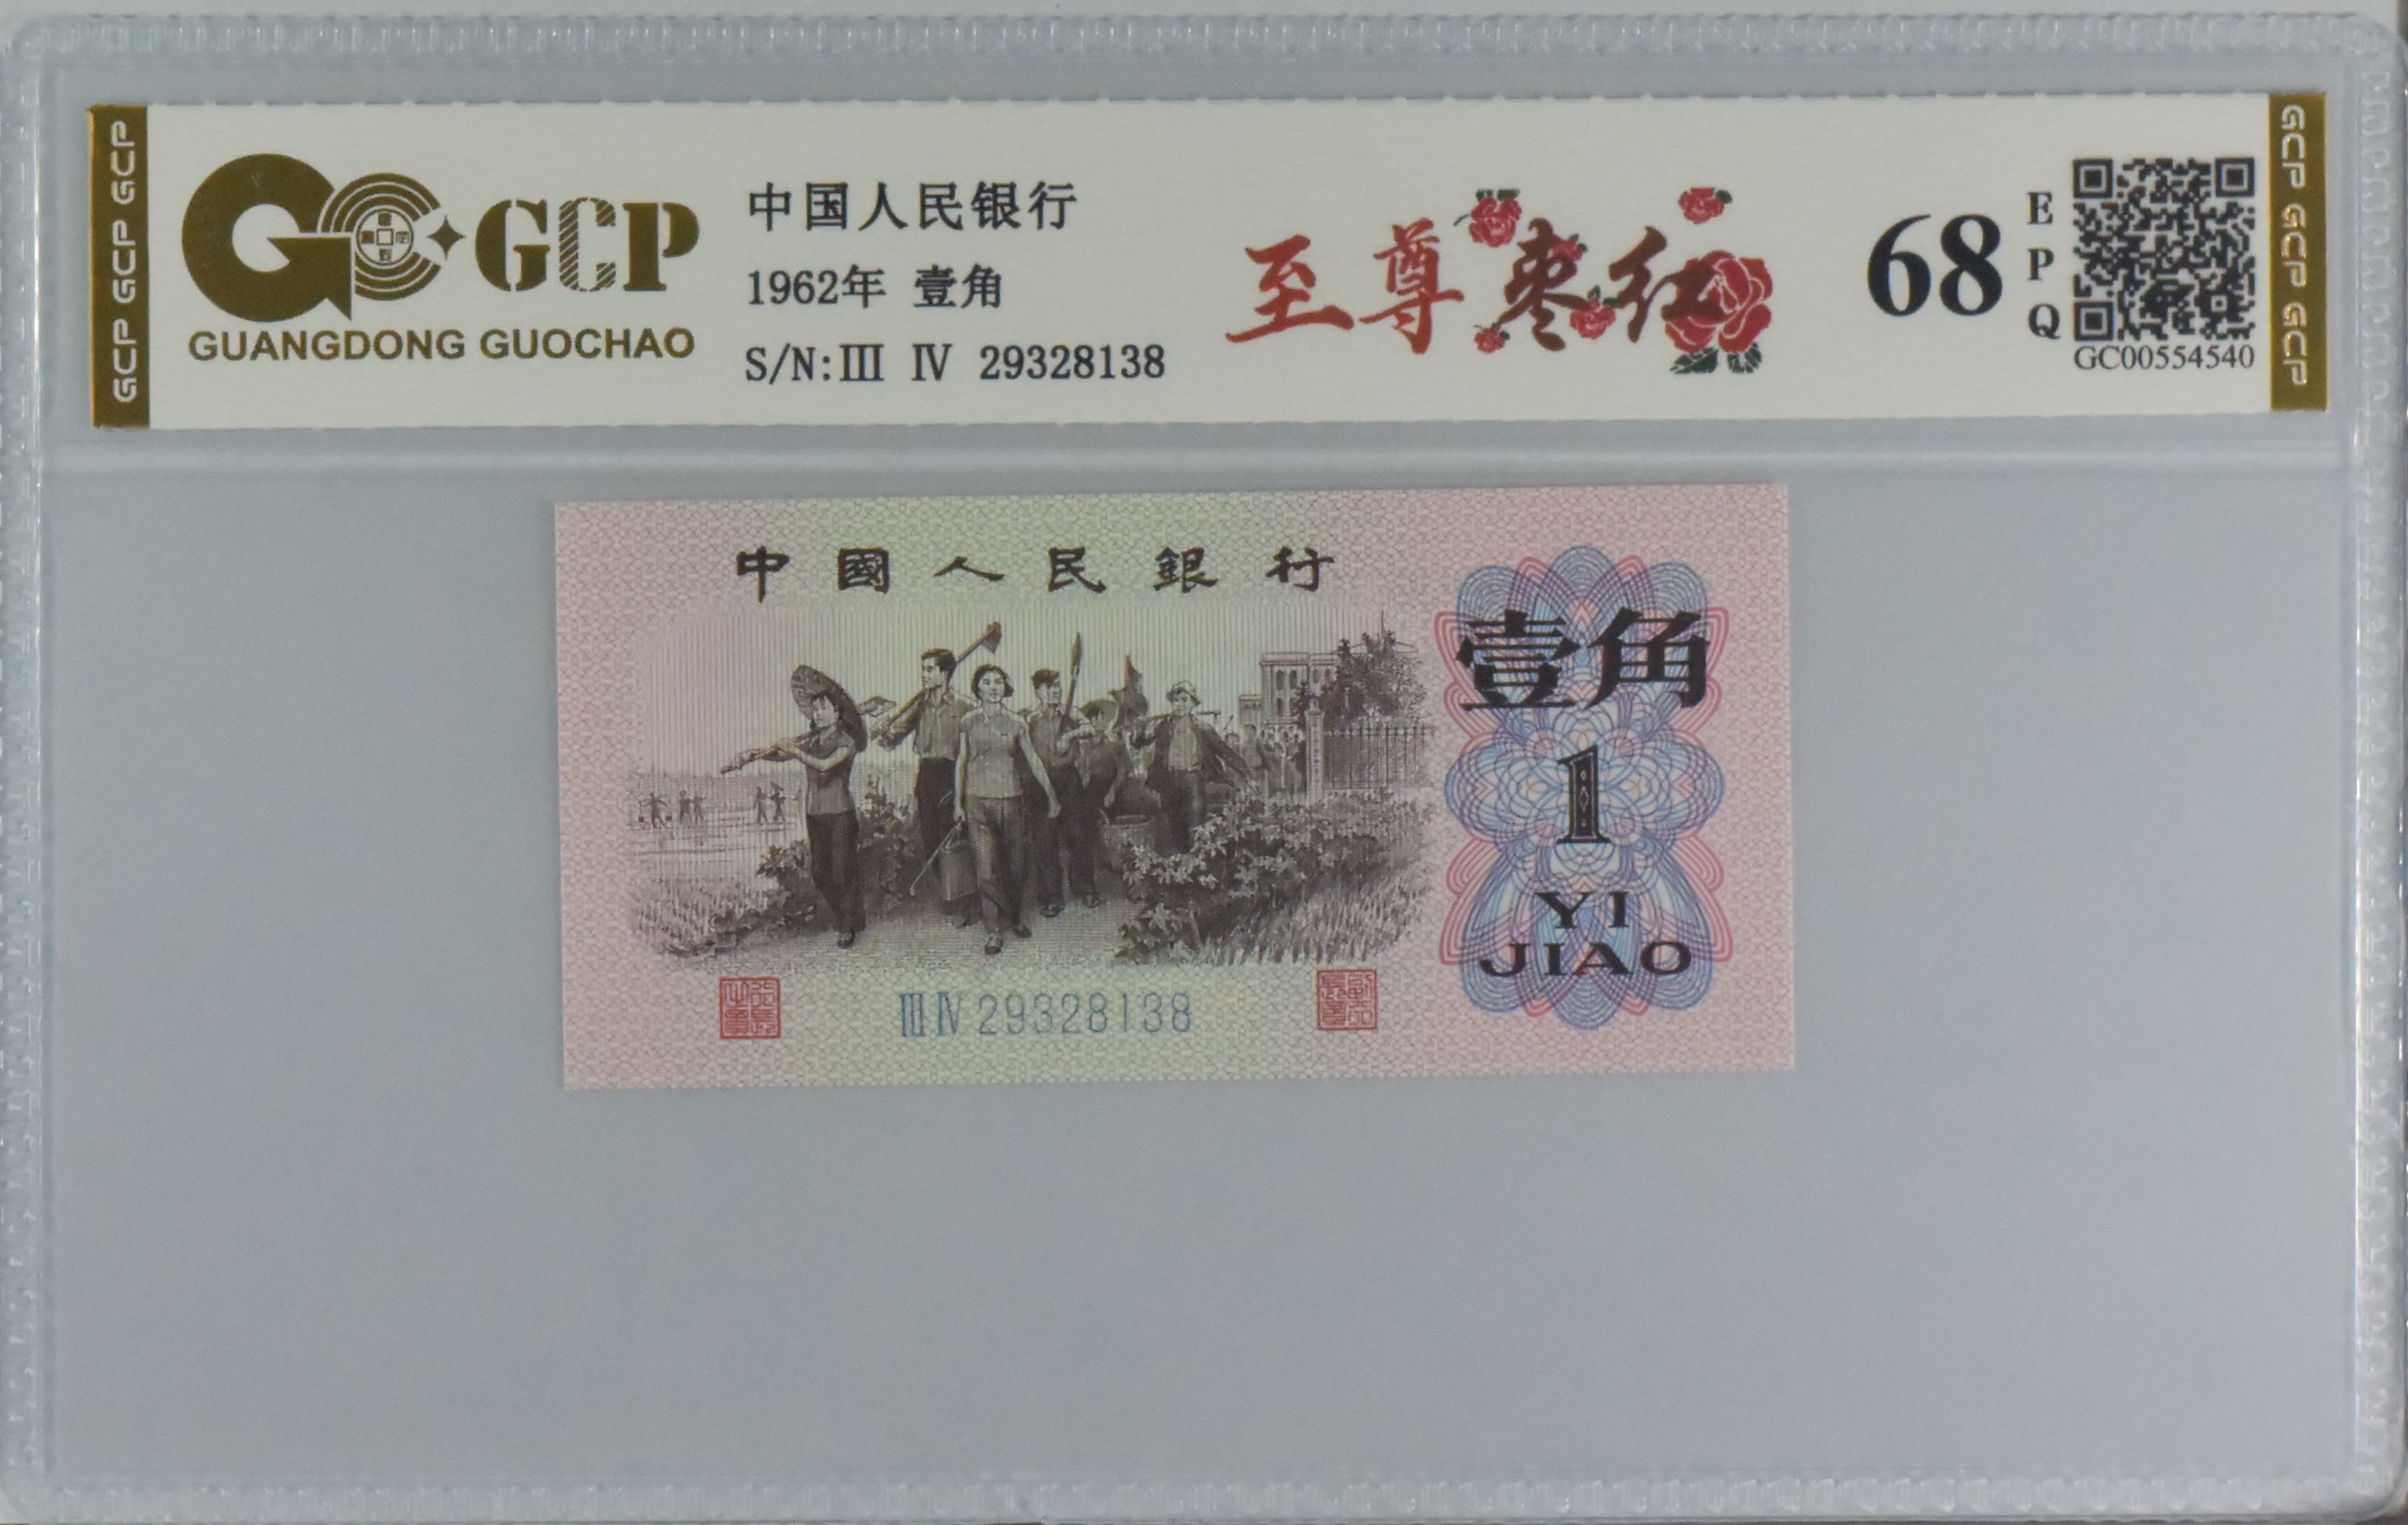 GCP GCP GCP
GCP
GUANGDONG GUOCHAO
中国人民银行
1962年 壹角
S/N:Ⅲ Ⅳ 29328138
至尊枣红
68
E
P
Q
GC00554540
GCP GCP GCP
中國人民銀行
壹角
1
YI
JIAO
ⅢⅣ 29328138